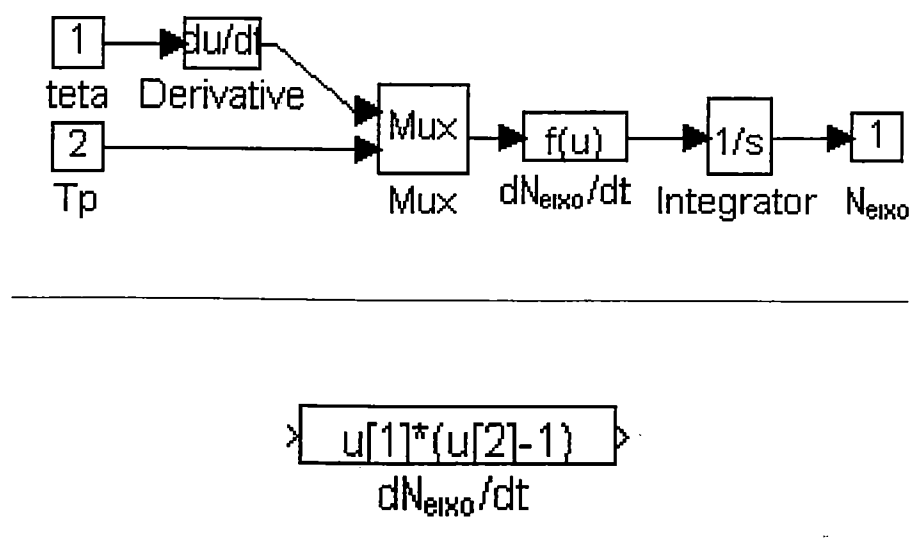 1
du/dt
teta
Derivative
2
Tp
Mux
Mux
f(u)
dNeixo/dt
1/s
Integrator
1
Neixo
u[1]*(u[2]-1)
dNeixo/dt